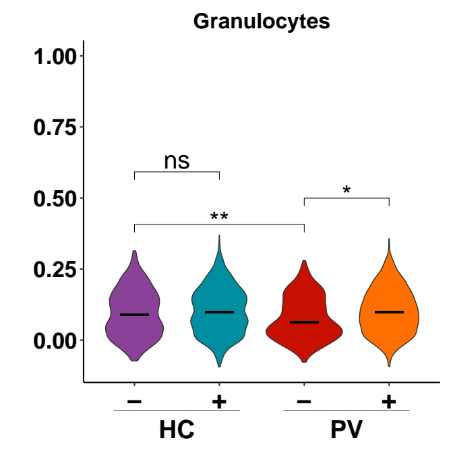 Granulocytes
1.00
0.75
0.50
0.25
0.00
ns
**
*
− + − +
HC PV